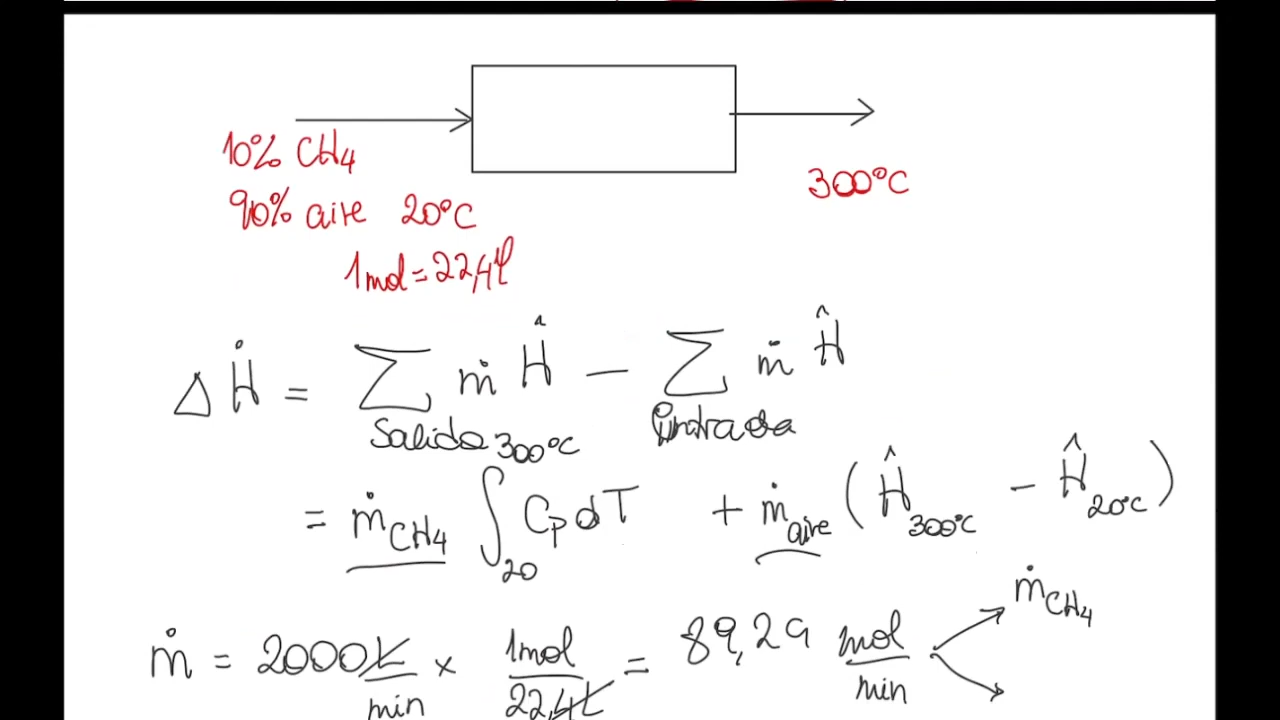 10% CH4
90% aire 20°C
1mol = 22,4l
300°C
ΔḢ = Σ ṁ Ĥ − Σ ṁ Ĥ
Salida Entrada
= ṁCH4 ∫20 300°C Cp dT + ṁaire (Ĥ300°C − Ĥ20°C)
ṁ = 2000 L/min × 1mol/22,4L = 89,29 mol/min
ṁCH4